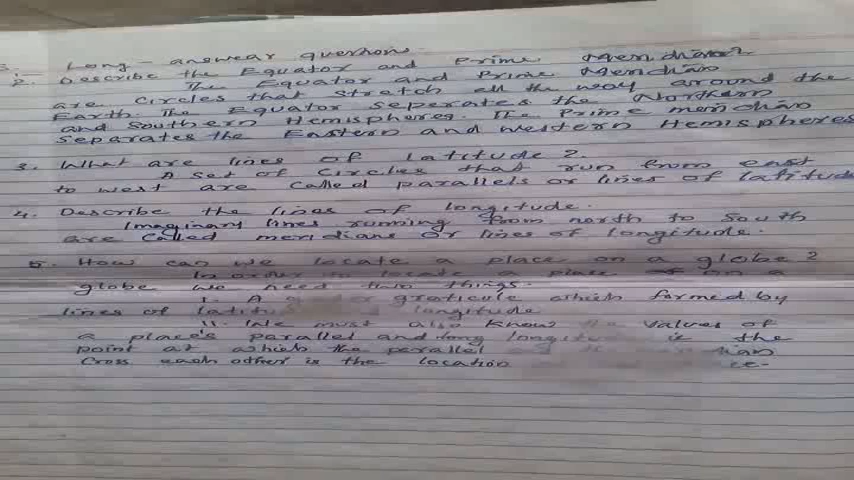 Long - answear questions.
2. Describe the Equator and Prime Meridian?
The Equator and Prime Meridian
are circles that stretch all the way around the
Earth. The Equator seperates the Northern
and Southern Hemispheres. The Prime meridian
separates the Eastern and western Hemispheres
3. What are lines of latitude?
A set of circles that run from east
to west are called parallels or lines of latitude
4. Describe the lines of longitude.
Imaginary lines running from north to south
are called meridians or lines of longitude.
5. How can we locate a place on a globe?
In order to locate a place on a
globe we need two things.
I. A graticule which formed by
lines of longitude
II. We must also know the values of
a place's parallel and long the
point at which the perallel
cross each other is the location